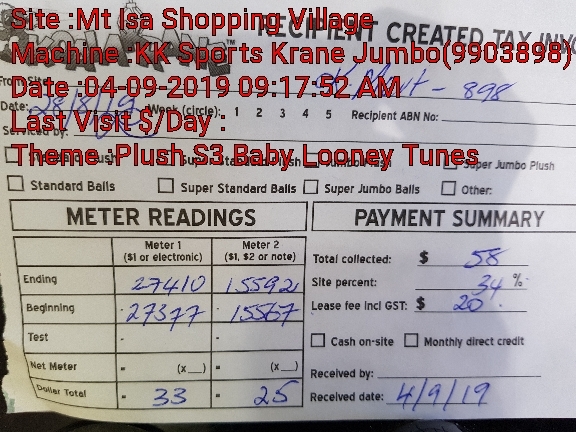 Site :Mt Isa Shopping Village
RECIPIENT CREATED TAX INV
Machine :KK Sports Krane Jumbo(9903898)
Date :04-09-2019 09:17:52 AM
- 898
Date: 28/8/19 Week (circle): 1 2 3 4 5 Recipient ABN No:
Last Visit $/Day :
Serviced by:
Theme :Plush S3 Baby Looney Tunes
Super Jumbo Plush
Standard Balls Super Standard Balls Super Jumbo Balls Other:
METER READINGS PAYMENT SUMMARY
Meter 1 ($1 or electronic) Meter 2 ($1, $2 or note)
Total collected: $ 58
Ending 27410 15592
Site percent: 34 %
Beginning 27377 15567
Lease fee incl GST: $ 20
Test - -
Cash on-site Monthly direct credit
Net Meter - (x__) - (x__)
Received by:
Dollar Total - 33 - 25
Received date: 4/9/19